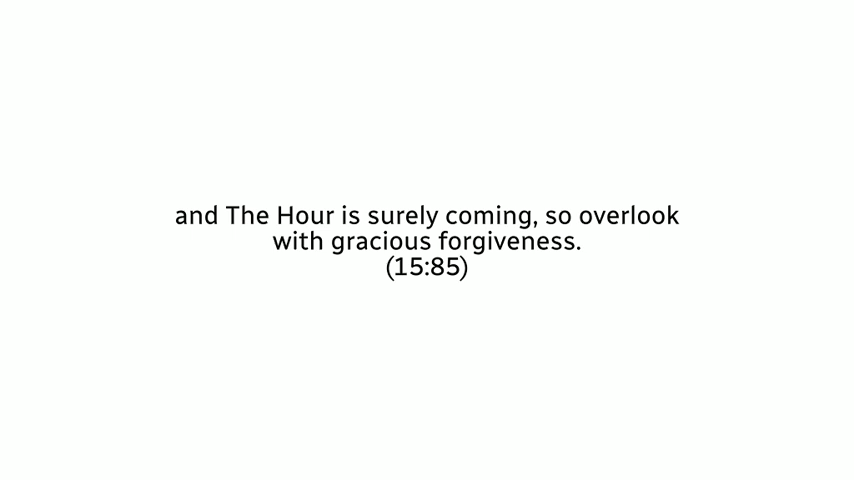 and The Hour is surely coming, so overlook
with gracious forgiveness.
(15:85)